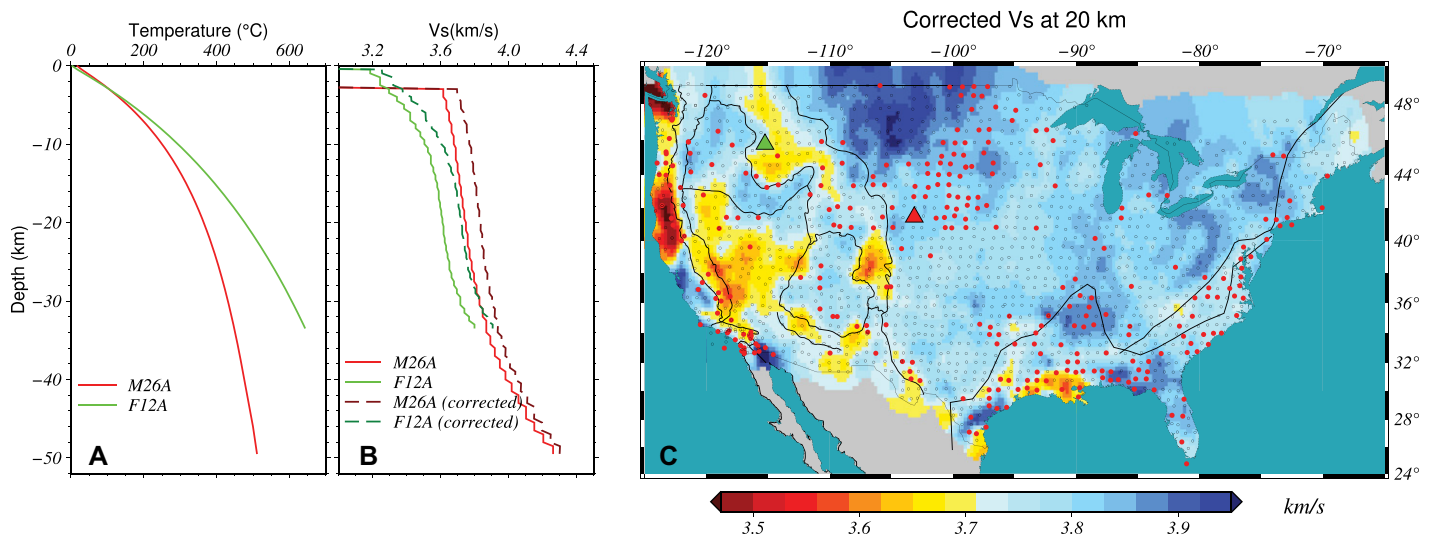 Temperature (°C)
0 200 400 600
0
−10
−20
−30
−40
−50
Depth (km)
M26A
F12A
A
Vs(km/s)
3.2 3.6 4.0 4.4
M26A
F12A
M26A (corrected)
F12A (corrected)
B
Corrected Vs at 20 km
−120° −110° −100° −90° −80° −70°
48°
44°
40°
36°
32°
28°
24°
C
3.5 3.6 3.7 3.8 3.9
km/s